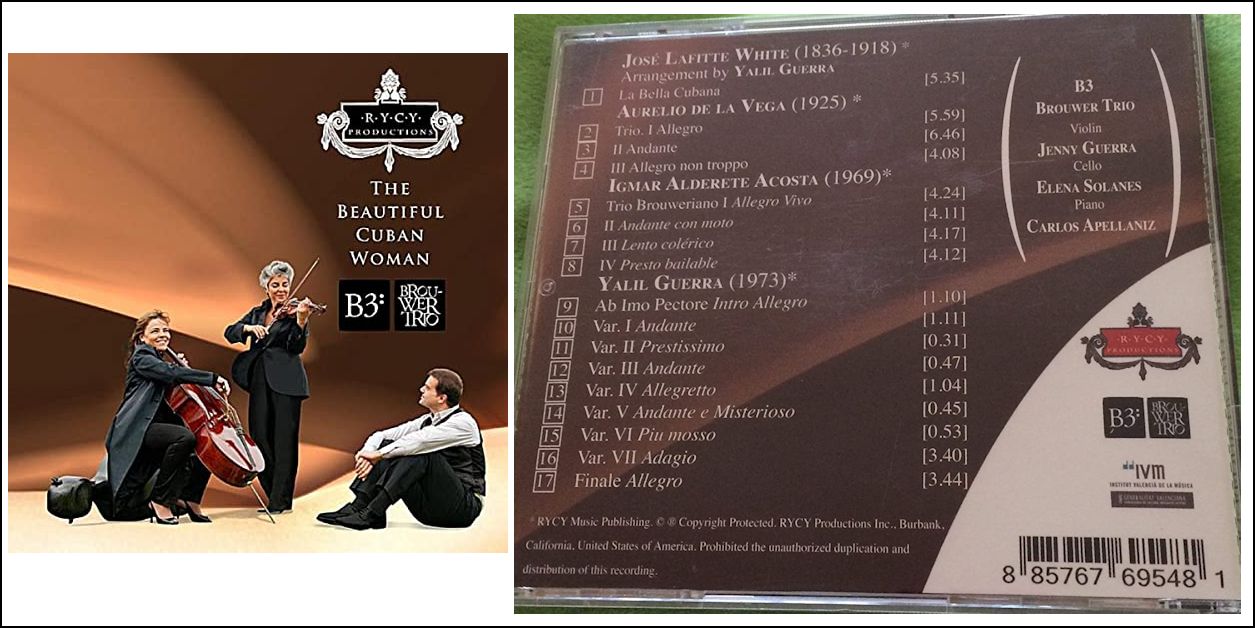 R.Y.C.Y.
PRODUCTIONS
THE
BEAUTIFUL
CUBAN
WOMAN
B3:
BROU-
WER
TRIO
JOSÉ LAFITTE WHITE (1836-1918) *
Arrangement by YALIL GUERRA
1 La Bella Cubana [5.35]
AURELIO DE LA VEGA (1925) *
2 Trio. I Allegro [5.59]
3 II Andante [6.46]
4 III Allegro non troppo [4.08]
IGMAR ALDERETE ACOSTA (1969)*
5 Trio Brouweriano I Allegro Vivo [4.24]
6 II Andante con moto [4.11]
7 III Lento colérico [4.17]
8 IV Presto bailable [4.12]
YALIL GUERRA (1973)*
9 Ab Imo Pectore Intro Allegro [1.10]
10 Var. I Andante [1.11]
11 Var. II Prestissimo [0.31]
12 Var. III Andante [0.47]
13 Var. IV Allegretto [1.04]
14 Var. V Andante e Misterioso [0.45]
15 Var. VI Piu mosso [0.53]
16 Var. VII Adagio [3.40]
17 Finale Allegro [3.44]
* RYCY Music Publishing. © ® Copyright Protected. RYCY Productions Inc., Burbank,
California, United States of America. Prohibited the unauthorized duplication and
distribution of this recording.
B3
BROUWER TRIO
Violin
JENNY GUERRA
Cello
ELENA SOLANES
Piano
CARLOS APELLANIZ
R.Y.C.Y.
PRODUCTIONS
B3:
BROU-
WER
TRIO
IVM
INSTITUT VALENCIÀ DE LA MÚSICA
GENERALITAT VALENCIANA
8 85767 69548 1